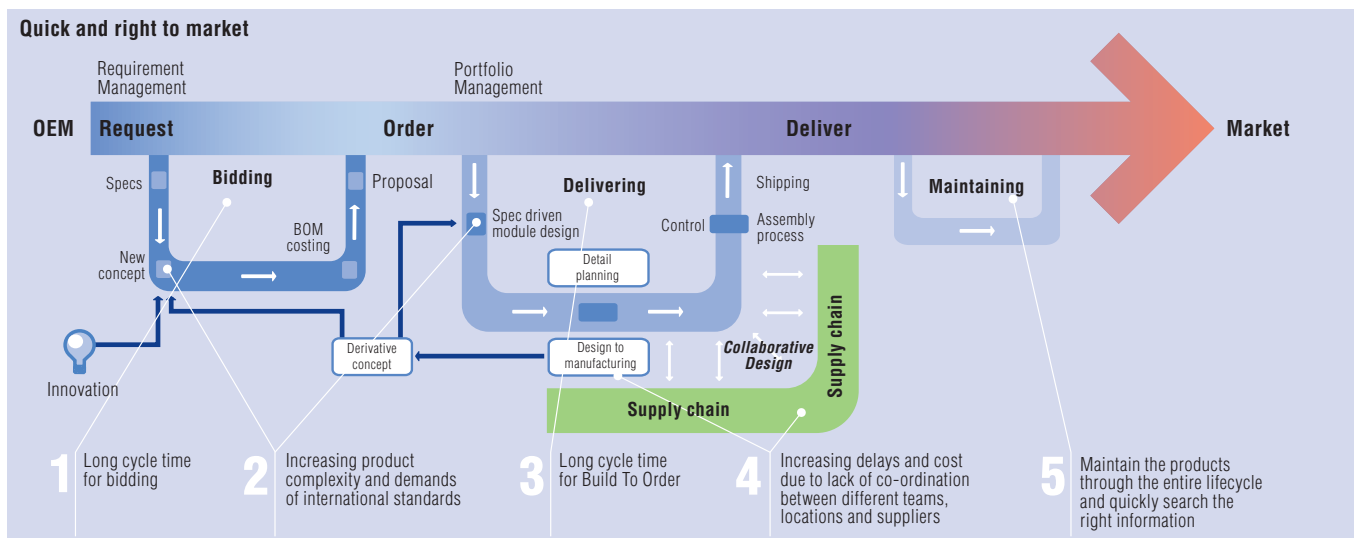 Quick and right to market
Requirement
Management
Portfolio
Management
OEM
Request
Order
Deliver
Market
Specs
Bidding
Proposal
New
concept
BOM
costing
Delivering
Spec driven
module design
Detail
planning
Control
Shipping
Assembly
process
Maintaining
Innovation
Derivative
concept
Design to
manufacturing
Collaborative
Design
Supply chain
Supply chain
1
Long cycle time
for bidding
2
Increasing product
complexity and demands
of international standards
3
Long cycle time
for Build To Order
4
Increasing delays and cost
due to lack of co-ordination
between different teams,
locations and suppliers
5
Maintain the products
through the entire lifecycle
and quickly search the
right information